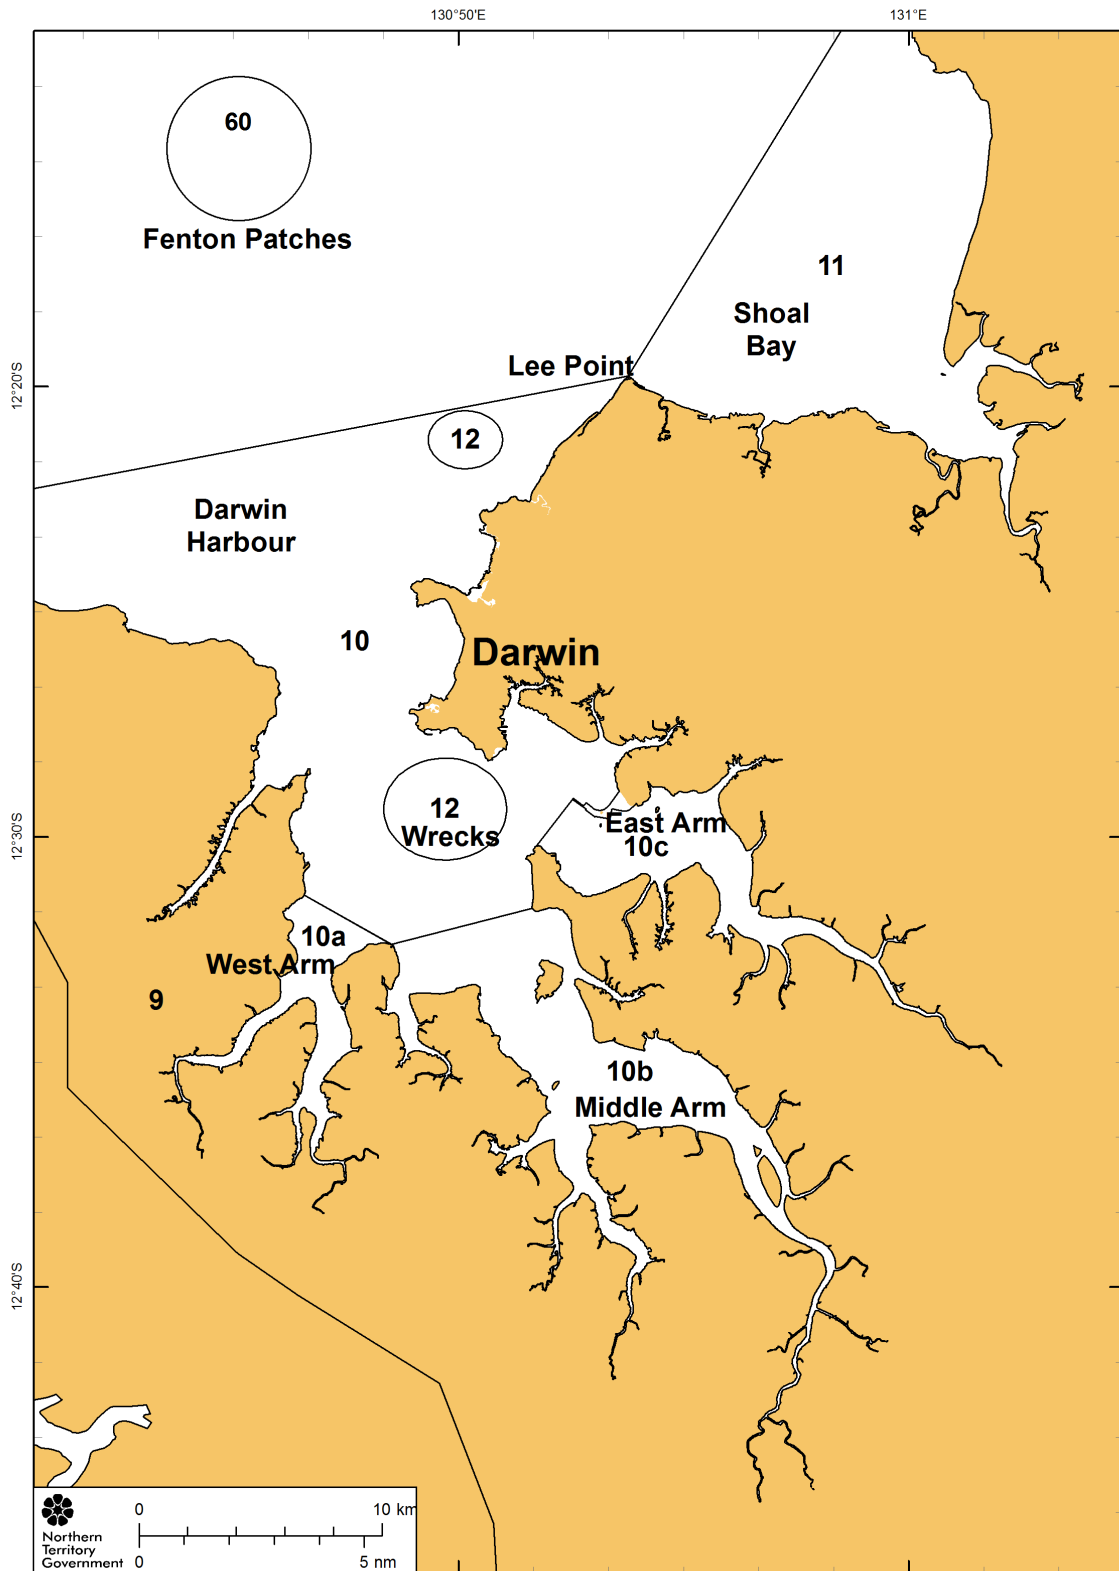 130°50'E
131°E
60
Fenton Patches
11
Shoal
Bay
Lee Point
12°20'S
12
Darwin
Harbour
10
Darwin
12
Wrecks
East Arm
10c
12°30'S
10a
West Arm
9
10b
Middle Arm
12°40'S
0
10 km
Northern
Territory
Government
0
5 nm